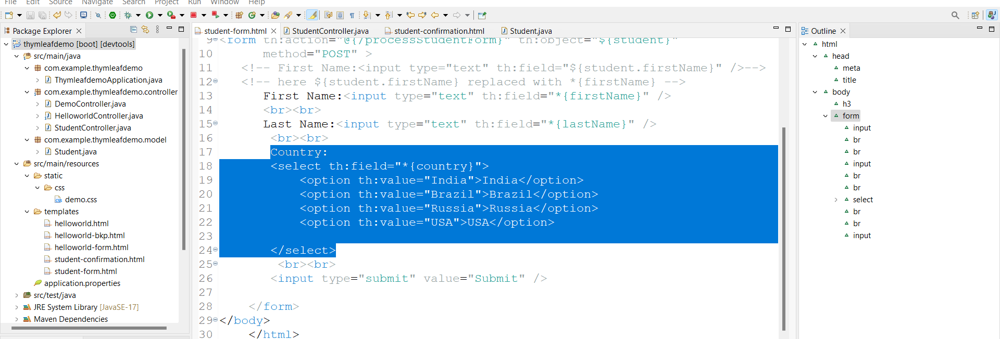 File Edit Source Navigate Search Project Run Window Help
Package Explorer
thymleafdemo [boot] [devtools]
src/main/java
com.example.thymleafdemo
ThymleafdemoApplication.java
com.example.thymleafdemo.controller
DemoController.java
HelloworldController.java
StudentController.java
com.example.thymleafdemo.model
Student.java
src/main/resources
static
css
demo.css
templates
helloworld.html
helloworld-bkp.html
helloworld-form.html
student-confirmation.html
student-form.html
application.properties
src/test/java
JRE System Library [JavaSE-17]
Maven Dependencies
student-form.html StudentController.java student-confirmation.html Student.java
9 <form th:action="@{/processStudentForm}" th:object="${student}"
10 method="POST" >
11 <!-- First Name:<input type="text" th:field="${student.firstName}" />-->
12 <!-- here ${student.firstName} replaced with *{firstName} -->
13 First Name:<input type="text" th:field="*{firstName}" />
14 <br><br>
15 Last Name:<input type="text" th:field="*{lastName}" />
16 <br><br>
17 Country:
18 <select th:field="*{country}">
19 <option th:value="India">India</option>
20 <option th:value="Brazil">Brazil</option>
21 <option th:value="Russia">Russia</option>
22 <option th:value="USA">USA</option>
23
24 </select>
25 <br><br>
26 <input type="submit" value="Submit" />
27
28 </form>
29 </body>
30 </html>
Outline
html
head
meta
title
body
h3
form
input
br
br
input
br
br
select
br
br
input